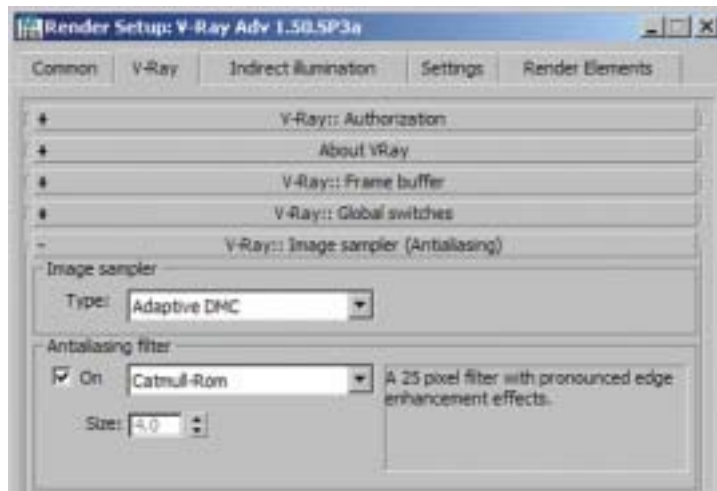 Render Setup: V-Ray Adv 1.50.SP3a
Common V-Ray Indirect illumination Settings Render Elements
+ V-Ray:: Authorization
+ About VRay
+ V-Ray:: Frame buffer
+ V-Ray:: Global switches
- V-Ray:: Image sampler (Antialiasing)
Image sampler
Type: Adaptive DMC
Antialiasing filter
On Catmull-Rom
A 25 pixel filter with pronounced edge
enhancement effects.
Size: 4.0